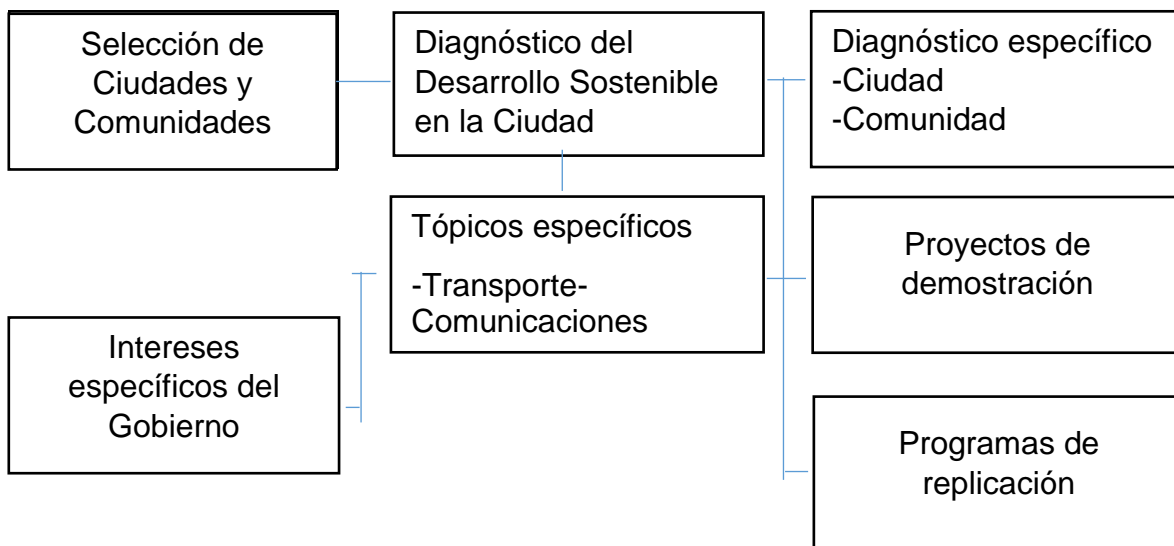 Selección de
Ciudades y
Comunidades
Diagnóstico del
Desarrollo Sostenible
en la Ciudad
Diagnóstico específico
-Ciudad
-Comunidad
Tópicos específicos
-Transporte-
Comunicaciones
Proyectos de
demostración
Intereses
específicos del
Gobierno
Programas de
replicación